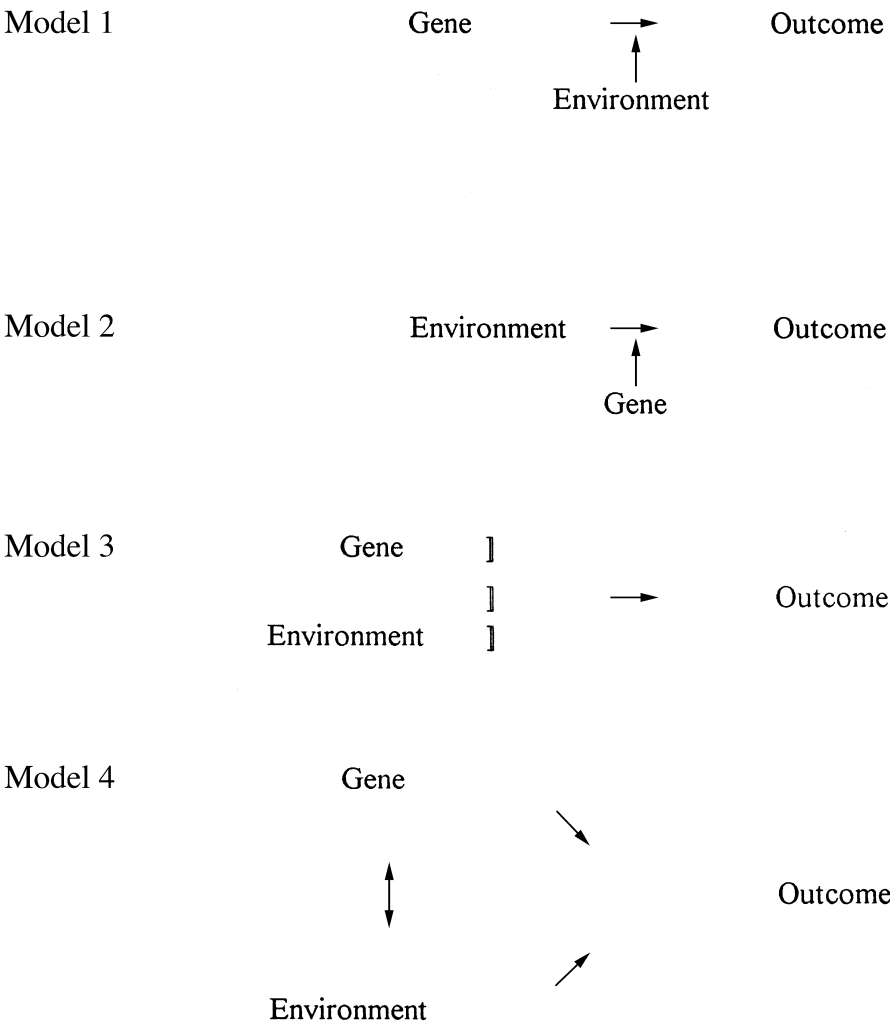 Model 1 Gene Outcome
Environment
Model 2 Environment Outcome
Gene
Model 3 Gene ]
] Outcome
Environment ]
Model 4 Gene
Outcome
Environment